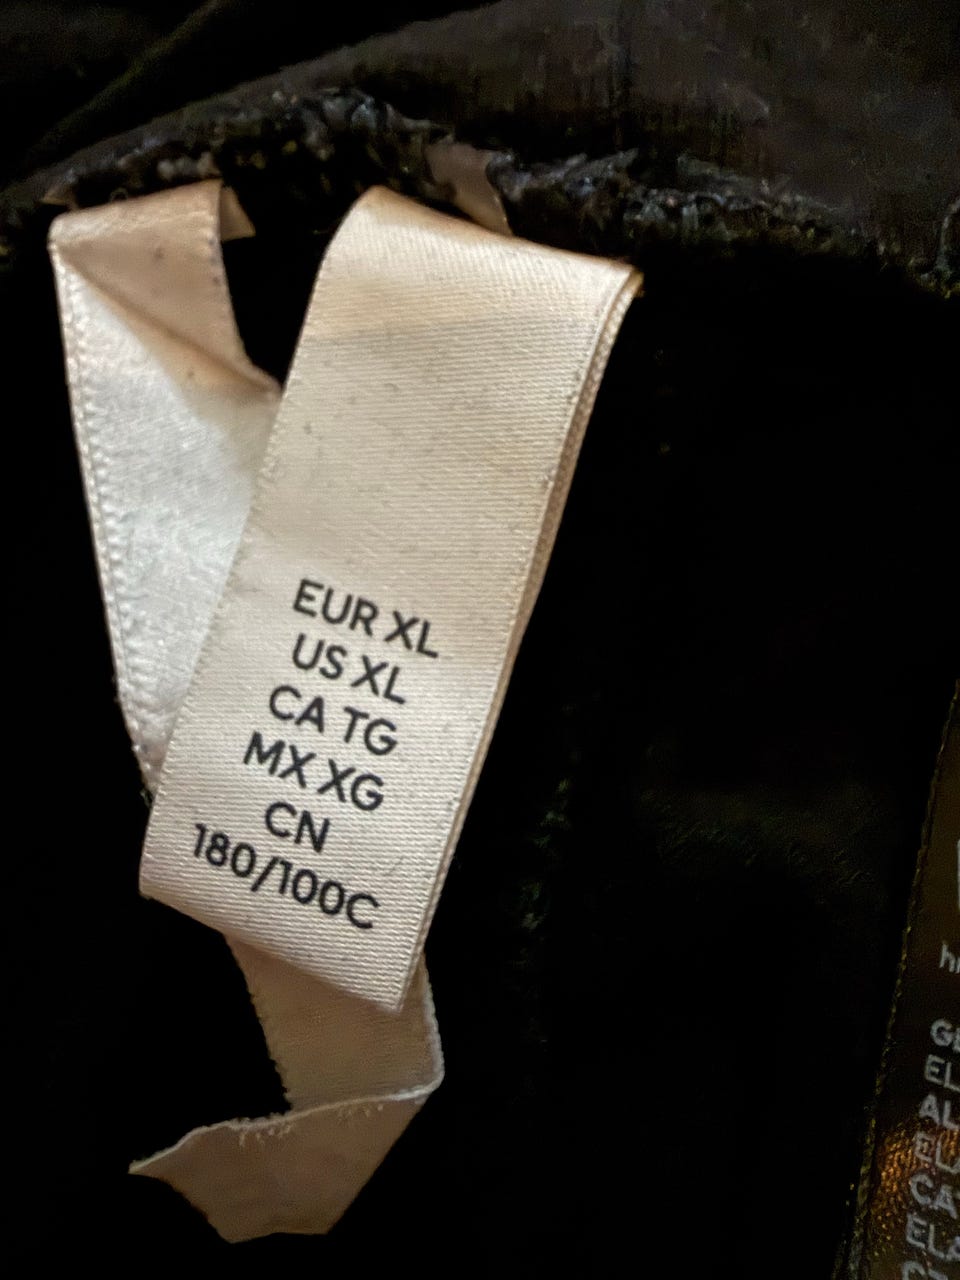 EUR XL
US XL
CA TG
MX XG
CN
180/100C